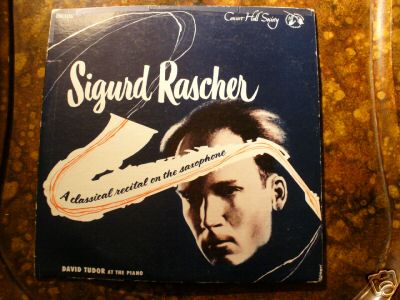 Concert Hall Society
Sigurd Rascher
A classical recital on the saxophone
DAVID TUDOR AT THE PIANO